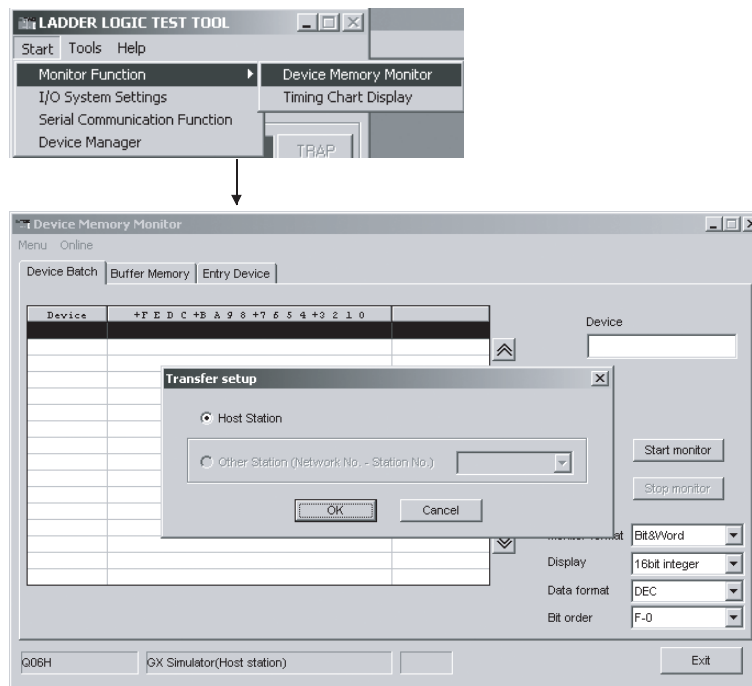 LADDER LOGIC TEST TOOL
Start Tools Help
Monitor Function
Device Memory Monitor
I/O System Settings
Timing Chart Display
Serial Communication Function
Device Manager
TRAP
Device Memory Monitor
Menu Online
Device Batch Buffer Memory Entry Device
Device +F E D C +B A 9 8 +7 6 5 4 +3 2 1 0
Device
Transfer setup
Host Station
Other Station (Network No. - Station No.)
OK Cancel
Start monitor
Stop monitor
Monitor format Bit&Word
Display 16bit integer
Data format DEC
Bit order F-0
Q06H GX Simulator(Host station) Exit